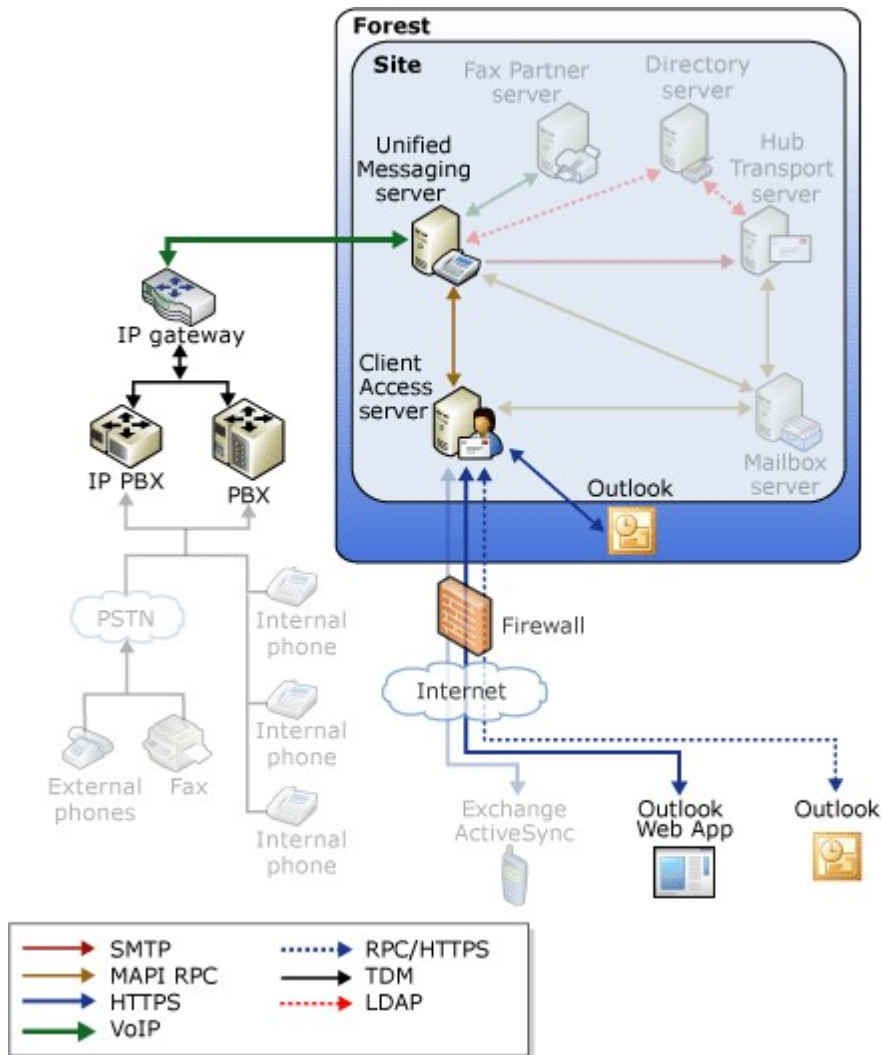 Forest
Site
Fax Partner
server
Directory
server
Unified
Messaging
server
Hub
Transport
server
IP gateway
Client
Access
server
IP PBX
PBX
Mailbox
server
Outlook
PSTN
Internal
phone
Firewall
Internet
Internal
phone
External
phones
Fax
Internal
phone
Exchange
ActiveSync
Outlook
Web App
Outlook
SMTP
MAPI RPC
HTTPS
VoIP
RPC/HTTPS
TDM
LDAP